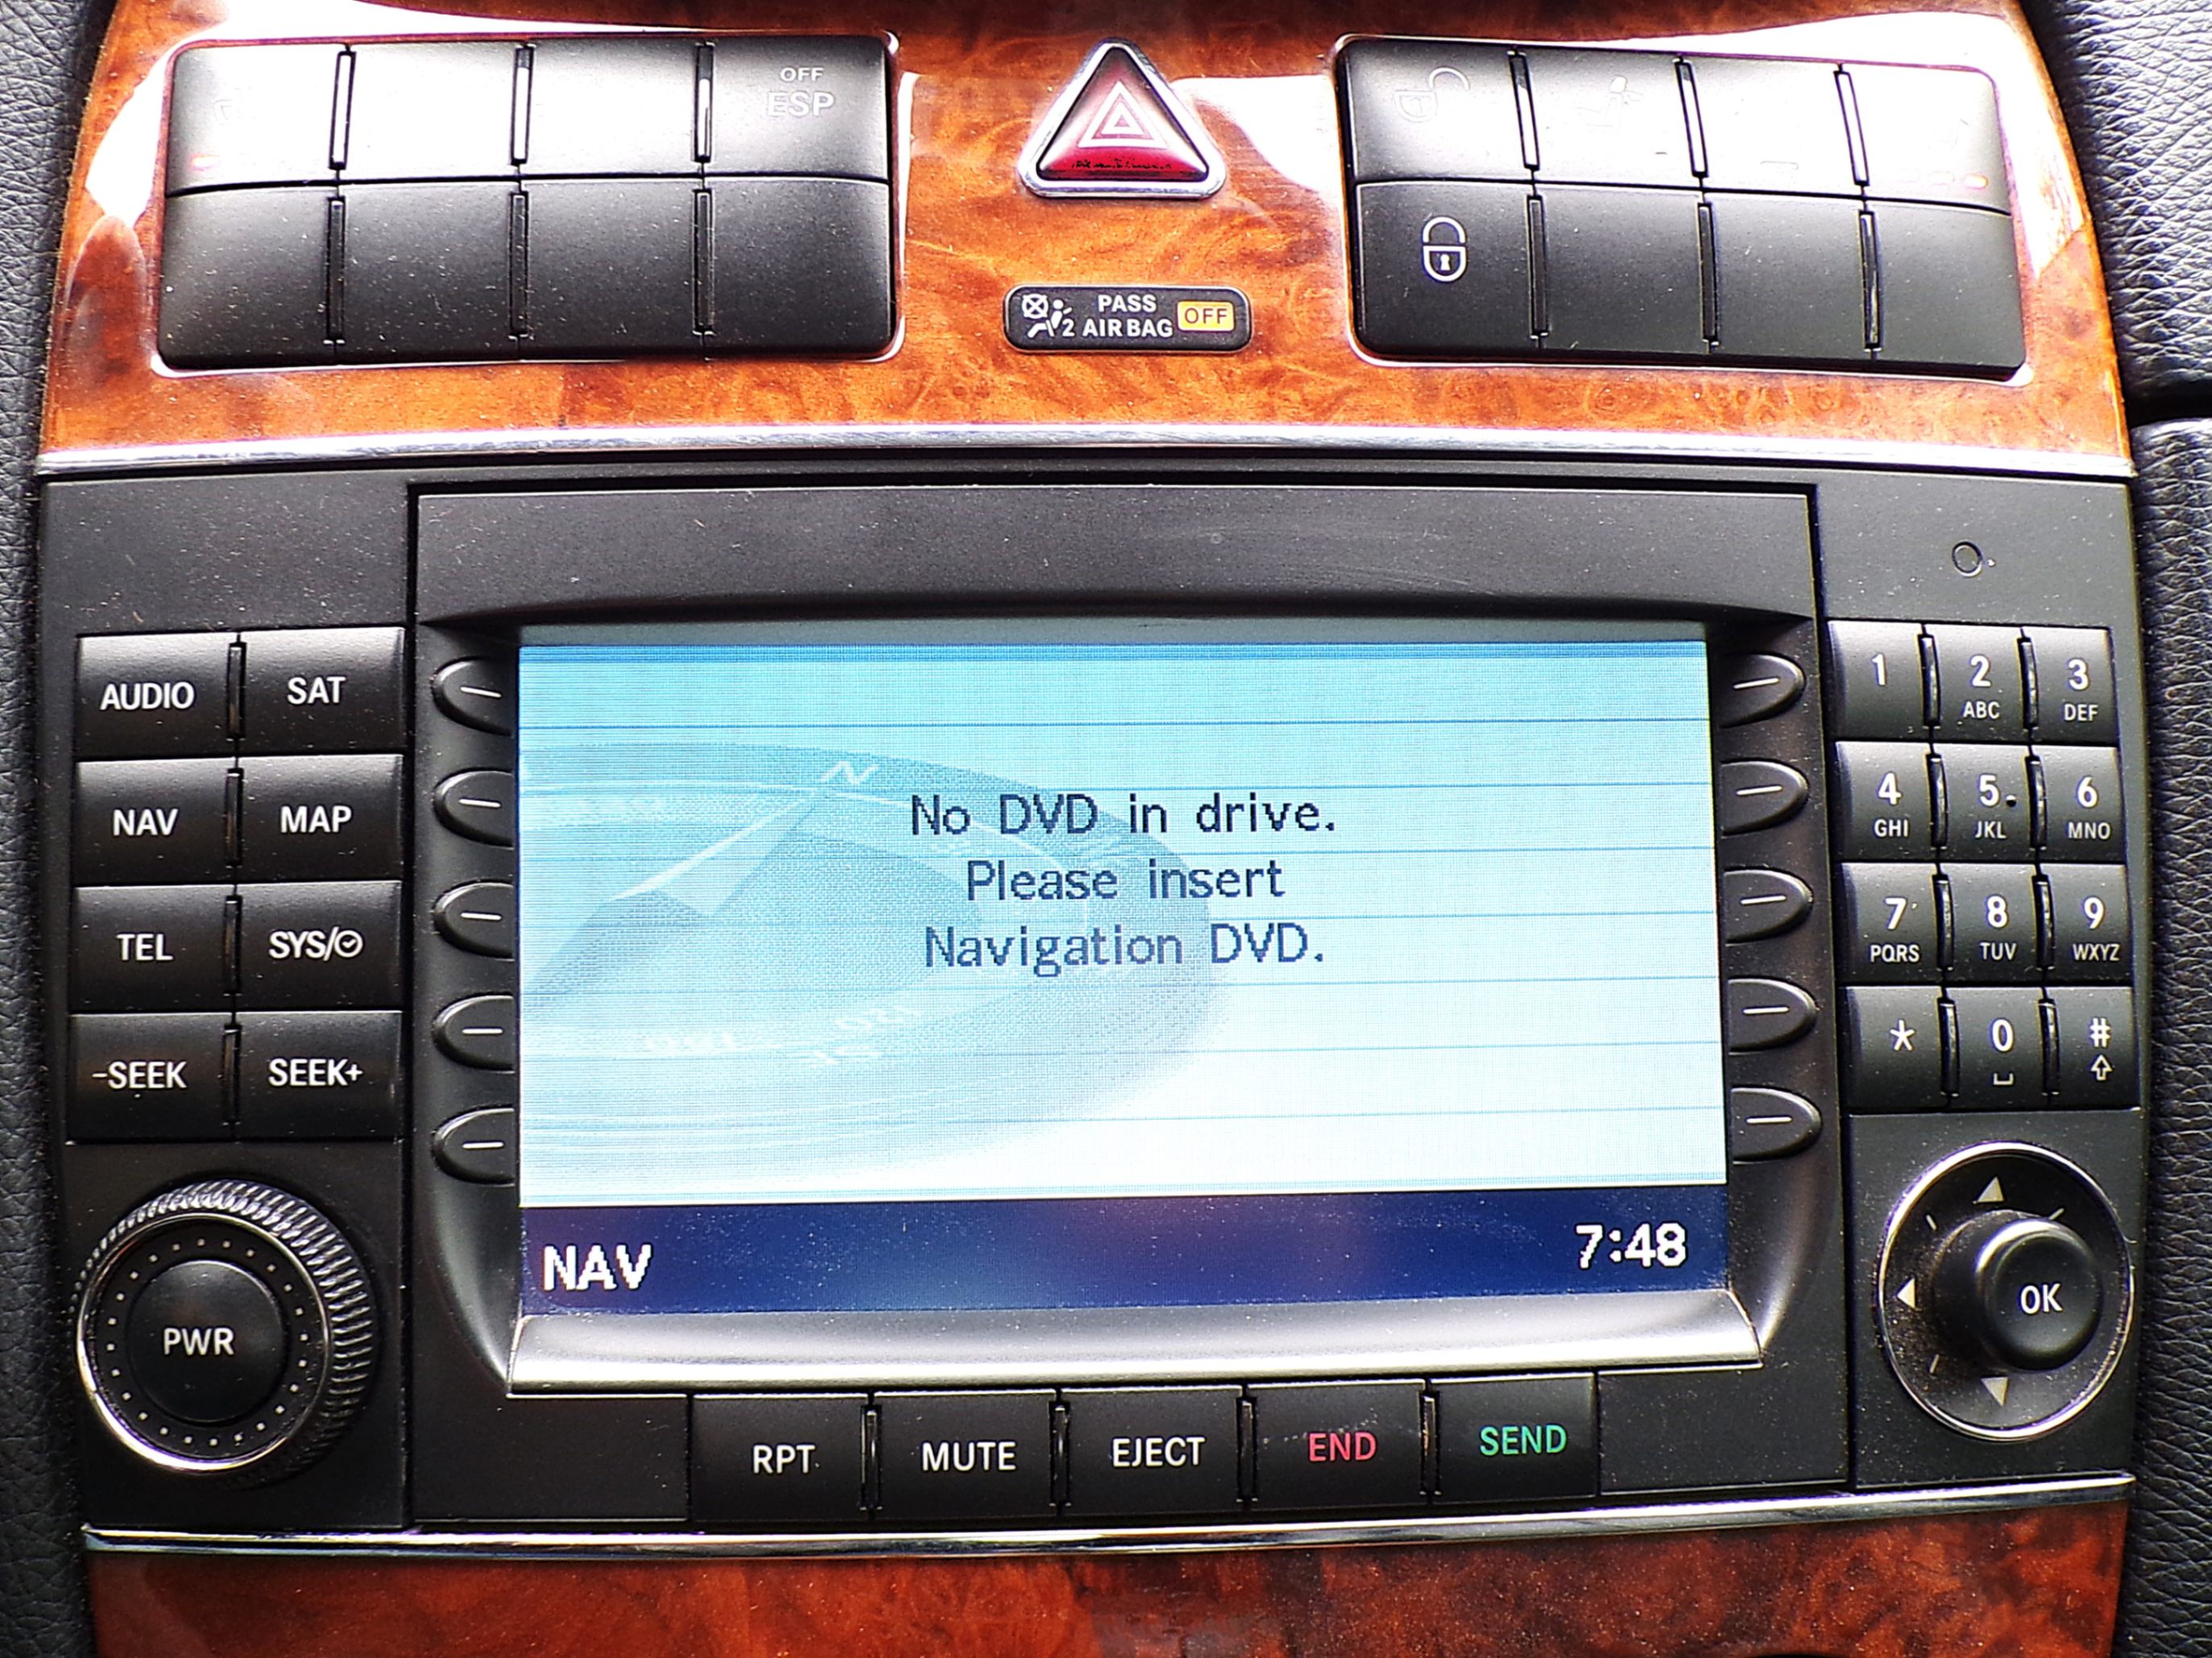 OFF
ESP
PASS
2 AIR BAG OFF
AUDIO SAT
NAV MAP
TEL SYS/
-SEEK SEEK+
PWR
N
No DVD in drive.
Please insert
Navigation DVD.
NAV 7:48
1 2 3
ABC DEF
4 5 6
GHI JKL MNO
7 8 9
PQRS TUV WXYZ
* 0 #
OK
RPT MUTE EJECT END SEND